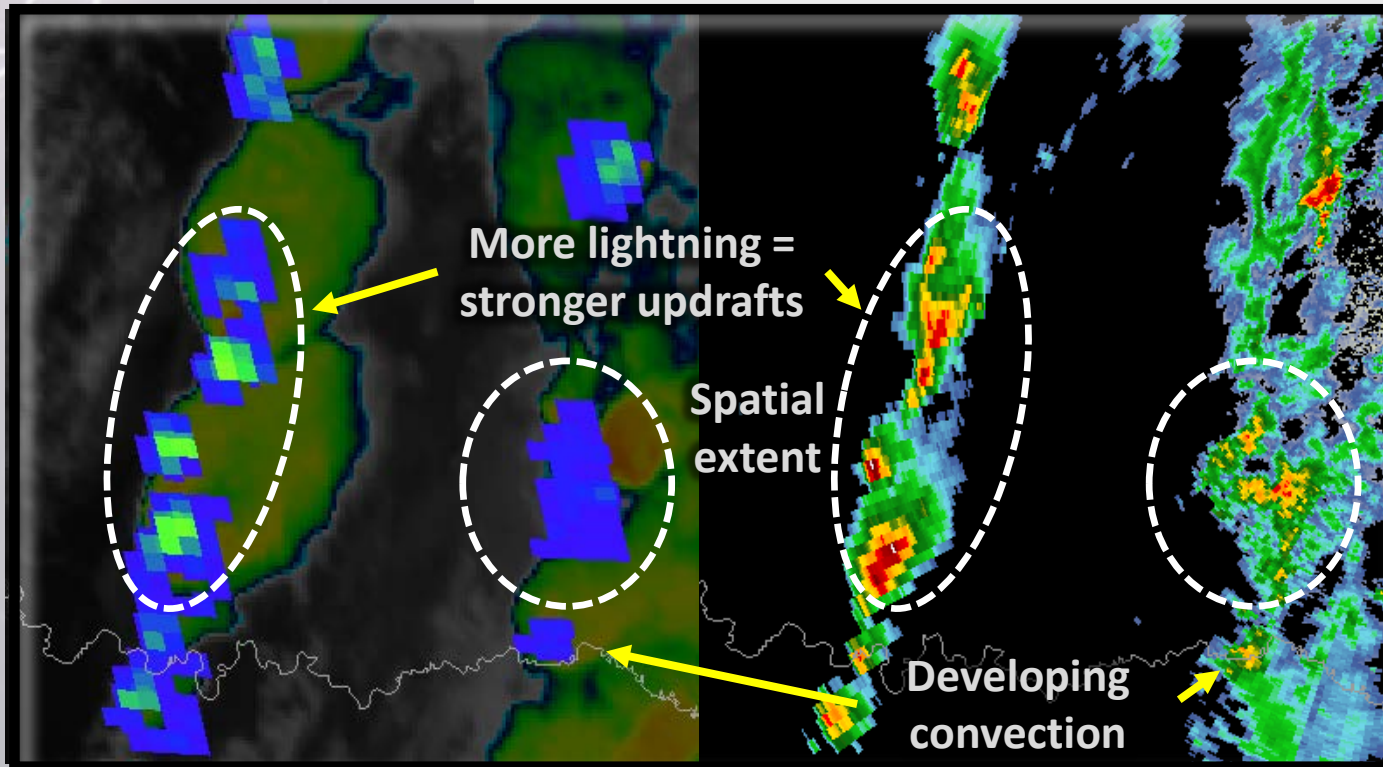 More lightning =
stronger updrafts
Spatial
extent
Developing
convection